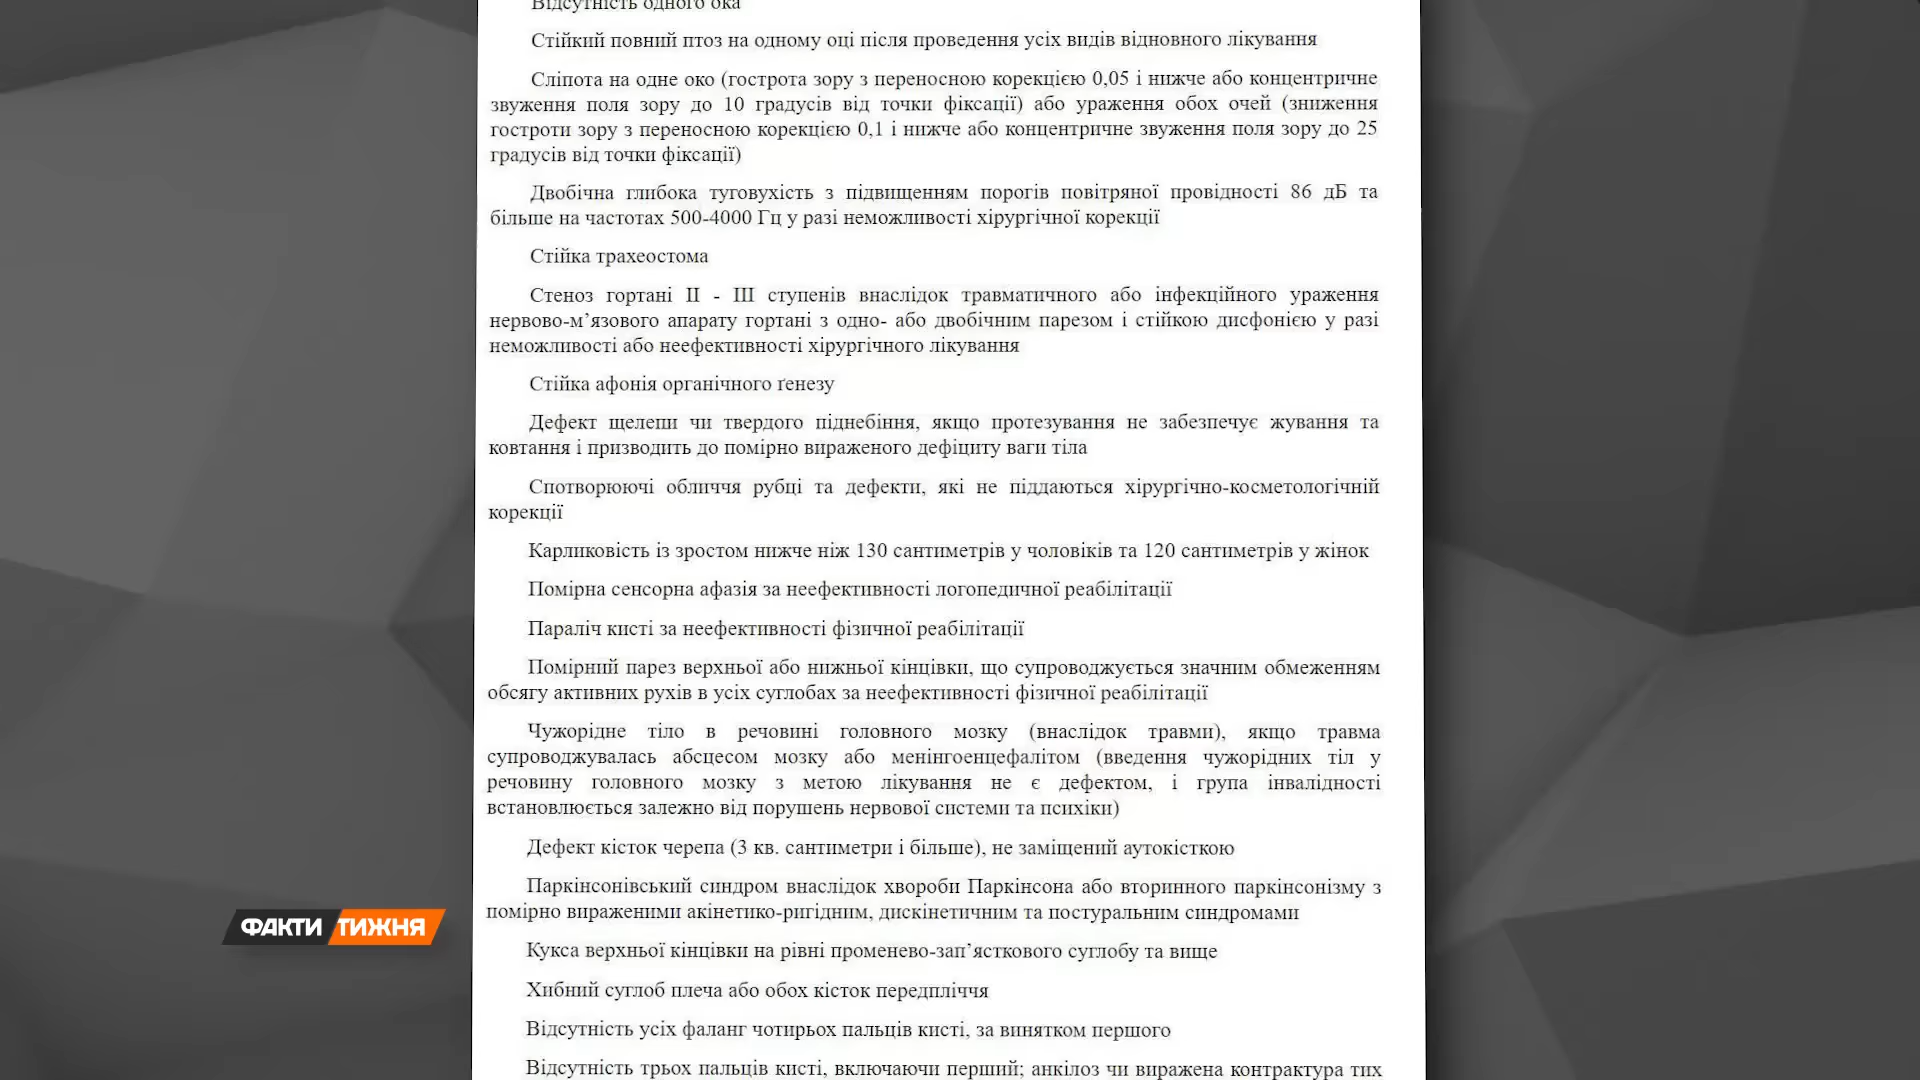 Відсутність одного ока
Стійкий повний птоз на одному оці після проведення усіх видів відновного лікування
Сліпота на одне око (гострота зору з переносною корекцією 0,05 і нижче або концентричне
звуження поля зору до 10 градусів від точки фіксації) або ураження обох очей (зниження
гостроти зору з переносною корекцією 0,1 і нижче або концентричне звуження поля зору до 25
градусів від точки фіксації)
Двобічна глибока туговухість з підвищенням порогів повітряної провідності 86 дБ та
більше на частотах 500-4000 Гц у разі неможливості хірургічної корекції
Стійка трахеостома
Стеноз гортані II - III ступенів внаслідок травматичного або інфекційного ураження
нервово-м’язового апарату гортані з одно- або двобічним парезом і стійкою дисфонією у разі
неможливості або неефективності хірургічного лікування
Стійка афонія органічного ґенезу
Дефект щелепи чи твердого піднебіння, якщо протезування не забезпечує жування та
ковтання і призводить до помірно вираженого дефіциту ваги тіла
Спотворюючі обличчя рубці та дефекти, які не піддаються хірургічно-косметологічній
корекції
Карликовість із зростом нижче ніж 130 сантиметрів у чоловіків та 120 сантиметрів у жінок
Помірна сенсорна афазія за неефективності логопедичної реабілітації
Параліч кисті за неефективності фізичної реабілітації
Помірний парез верхньої або нижньої кінцівки, що супроводжується значним обмеженням
обсягу активних рухів в усіх суглобах за неефективності фізичної реабілітації
Чужорідне тіло в речовині головного мозку (внаслідок травми), якщо травма
супроводжувалась абсцесом мозку або менінгоенцефалітом (введення чужорідних тіл у
речовину головного мозку з метою лікування не є дефектом, і група інвалідності
встановлюється залежно від порушень нервової системи та психіки)
Дефект кісток черепа (3 кв. сантиметри і більше), не заміщений аутокісткою
Паркінсонівський синдром внаслідок хвороби Паркінсона або вторинного паркінсонізму з
помірно вираженими акінетико-ригідним, дискінетичним та постуральним синдромами
Кукса верхньої кінцівки на рівні променево-зап’ясткового суглобу та вище
Хибний суглоб плеча або обох кісток передпліччя
Відсутність усіх фаланг чотирьох пальців кисті, за винятком першого
Відсутність трьох пальців кисті, включаючи перший; анкілоз чи виражена контрактура тих
ФАКТИ ТИЖНЯ